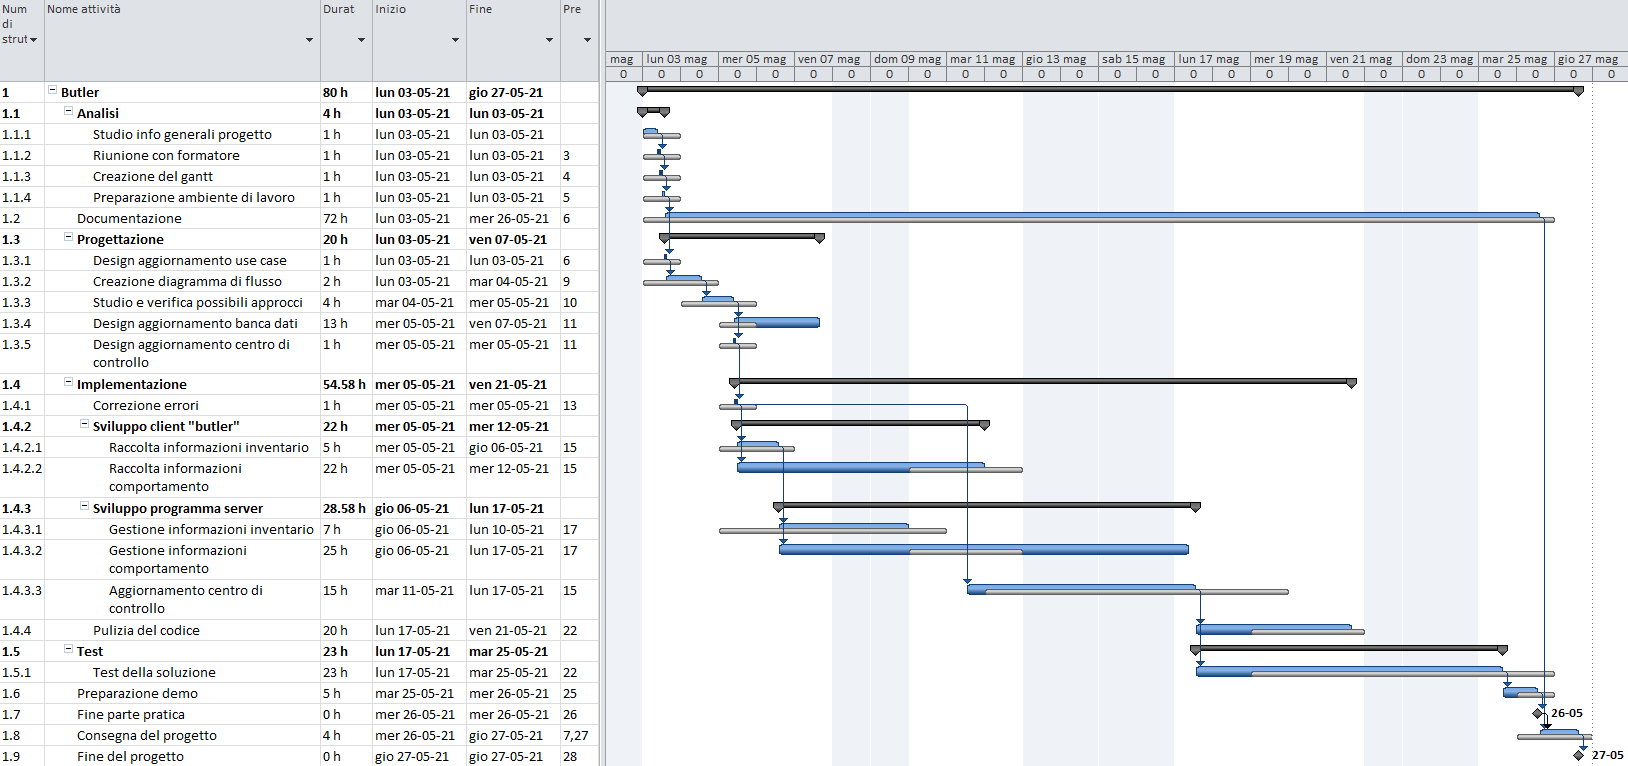 Num di strut Nome attività Durat Inizio Fine Pre
mag lun 03 mag mer 05 mag ven 07 mag dom 09 mag mar 11 mag gio 13 mag sab 15 mag lun 17 mag mer 19 mag ven 21 mag dom 23 mag mar 25 mag gio 27 mag
0 0 0 0 0 0 0 0 0 0 0 0 0 0 0 0 0 0 0 0 0 0 0 0 0 0 0
1 Butler 80 h lun 03-05-21 gio 27-05-21
1.1 Analisi 4 h lun 03-05-21 lun 03-05-21
1.1.1 Studio info generali progetto 1 h lun 03-05-21 lun 03-05-21
1.1.2 Riunione con formatore 1 h lun 03-05-21 lun 03-05-21 3
1.1.3 Creazione del gantt 1 h lun 03-05-21 lun 03-05-21 4
1.1.4 Preparazione ambiente di lavoro 1 h lun 03-05-21 lun 03-05-21 5
1.2 Documentazione 72 h lun 03-05-21 mer 26-05-21 6
1.3 Progettazione 20 h lun 03-05-21 ven 07-05-21
1.3.1 Design aggiornamento use case 1 h lun 03-05-21 lun 03-05-21 6
1.3.2 Creazione diagramma di flusso 2 h lun 03-05-21 mar 04-05-21 9
1.3.3 Studio e verifica possibili approcci 4 h mar 04-05-21 mer 05-05-21 10
1.3.4 Design aggiornamento banca dati 13 h mer 05-05-21 ven 07-05-21 11
1.3.5 Design aggiornamento centro di controllo 1 h mer 05-05-21 mer 05-05-21 11
1.4 Implementazione 54.58 h mer 05-05-21 ven 21-05-21
1.4.1 Correzione errori 1 h mer 05-05-21 mer 05-05-21 13
1.4.2 Sviluppo client "butler" 22 h mer 05-05-21 mer 12-05-21
1.4.2.1 Raccolta informazioni inventario 5 h mer 05-05-21 gio 06-05-21 15
1.4.2.2 Raccolta informazioni comportamento 22 h mer 05-05-21 mer 12-05-21 15
1.4.3 Sviluppo programma server 28.58 h gio 06-05-21 lun 17-05-21
1.4.3.1 Gestione informazioni inventario 7 h gio 06-05-21 lun 10-05-21 17
1.4.3.2 Gestione informazioni comportamento 25 h gio 06-05-21 lun 17-05-21 17
1.4.3.3 Aggiornamento centro di controllo 15 h mar 11-05-21 lun 17-05-21 15
1.4.4 Pulizia del codice 20 h lun 17-05-21 ven 21-05-21 22
1.5 Test 23 h lun 17-05-21 mar 25-05-21
1.5.1 Test della soluzione 23 h lun 17-05-21 mar 25-05-21 22
1.6 Preparazione demo 5 h mar 25-05-21 mer 26-05-21 25
1.7 Fine parte pratica 0 h mer 26-05-21 mer 26-05-21 26 26-05
1.8 Consegna del progetto 4 h mer 26-05-21 gio 27-05-21 7,27
1.9 Fine del progetto 0 h gio 27-05-21 gio 27-05-21 28 27-05